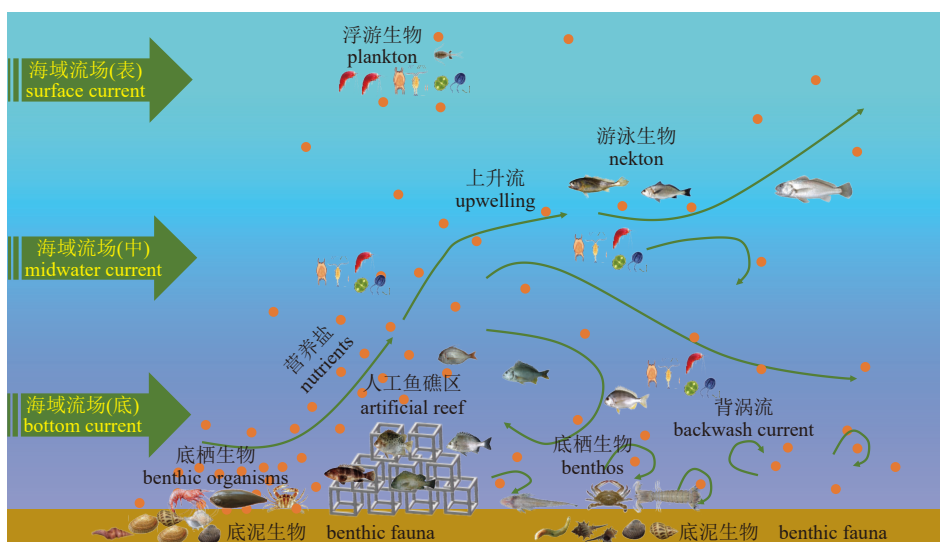 浮游生物
plankton
海域流场(表)
surface current
游泳生物
nekton
上升流
upwelling
海域流场(中)
midwater current
营养盐
nutrients
人工鱼礁区
artificial reef
海域流场(底)
bottom current
背涡流
backwash current
底栖生物
benthic organisms
底栖生物
benthos
底泥生物 benthic fauna
底泥生物 benthic fauna